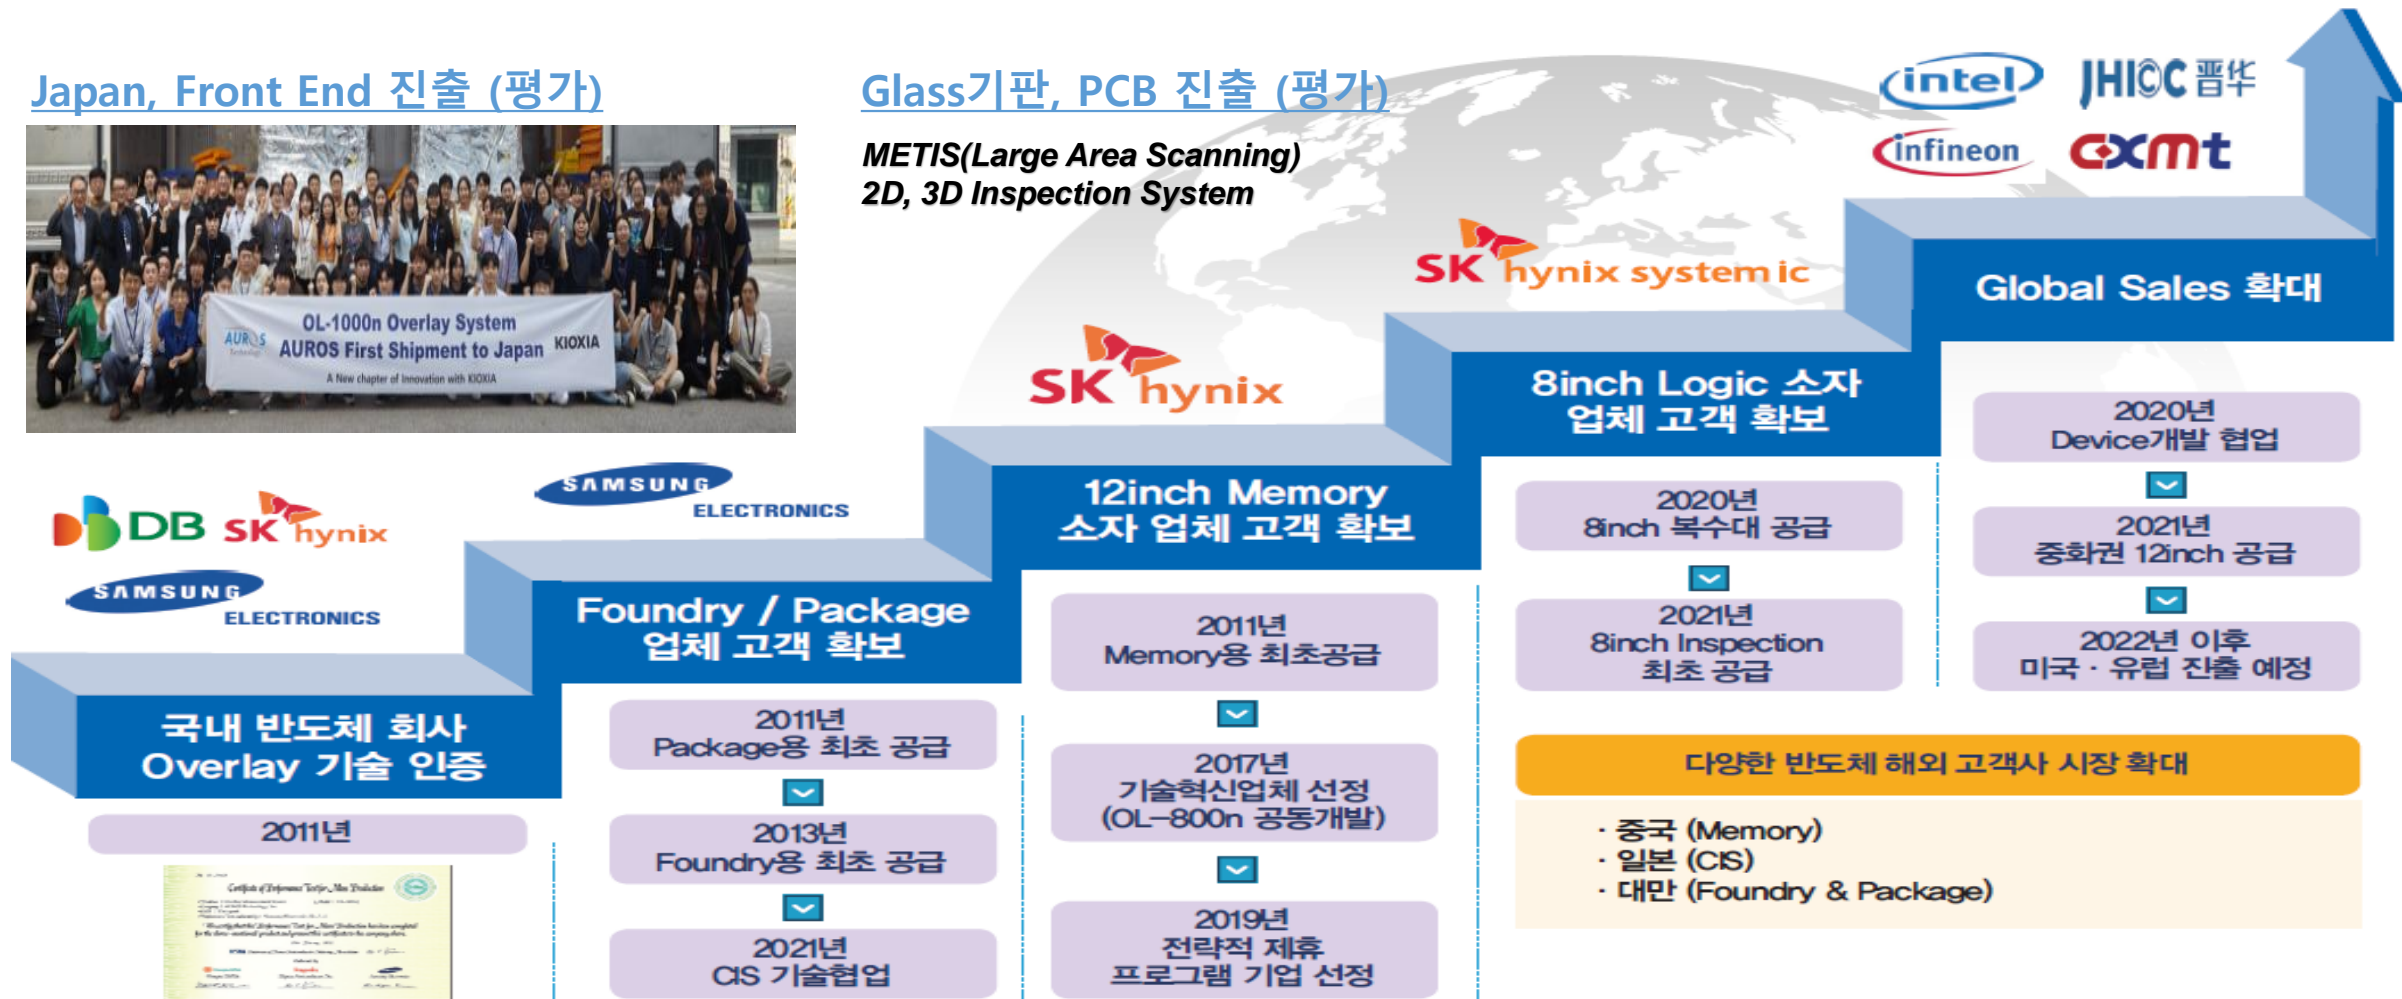 Japan, Front End 진출 (평가)
OL-1000n Overlay System
AUROS
Technology
AUROS First Shipment to Japan
KIOXIA
A New chapter of Innovation with KIOXIA
Glass기판, PCB 진출 (평가)
METIS(Large Area Scanning)
2D, 3D Inspection System
intel
JHICC 晋华
infineon
cxmt
DB
SK hynix
SAMSUNG
ELECTRONICS
국내 반도체 회사
Overlay 기술 인증
2011년
Certificate of Performance Test for Mass Production
SAMSUNG
ELECTRONICS
Foundry / Package
업체 고객 확보
2011년
Package용 최초 공급
2013년
Foundry용 최초 공급
2021년
CIS 기술협업
SK hynix
12inch Memory
소자 업체 고객 확보
2011년
Memory용 최초공급
2017년
기술혁신업체 선정
(OL-800n 공동개발)
2019년
전략적 제휴
프로그램 기업 선정
SK hynix system ic
8inch Logic 소자
업체 고객 확보
2020년
8inch 복수대 공급
2021년
8inch Inspection
최초 공급
Global Sales 확대
2020년
Device개발 협업
2021년
중화권 12inch 공급
2022년 이후
미국 · 유럽 진출 예정
다양한 반도체 해외 고객사 시장 확대
· 중국 (Memory)
· 일본 (CIS)
· 대만 (Foundry & Package)